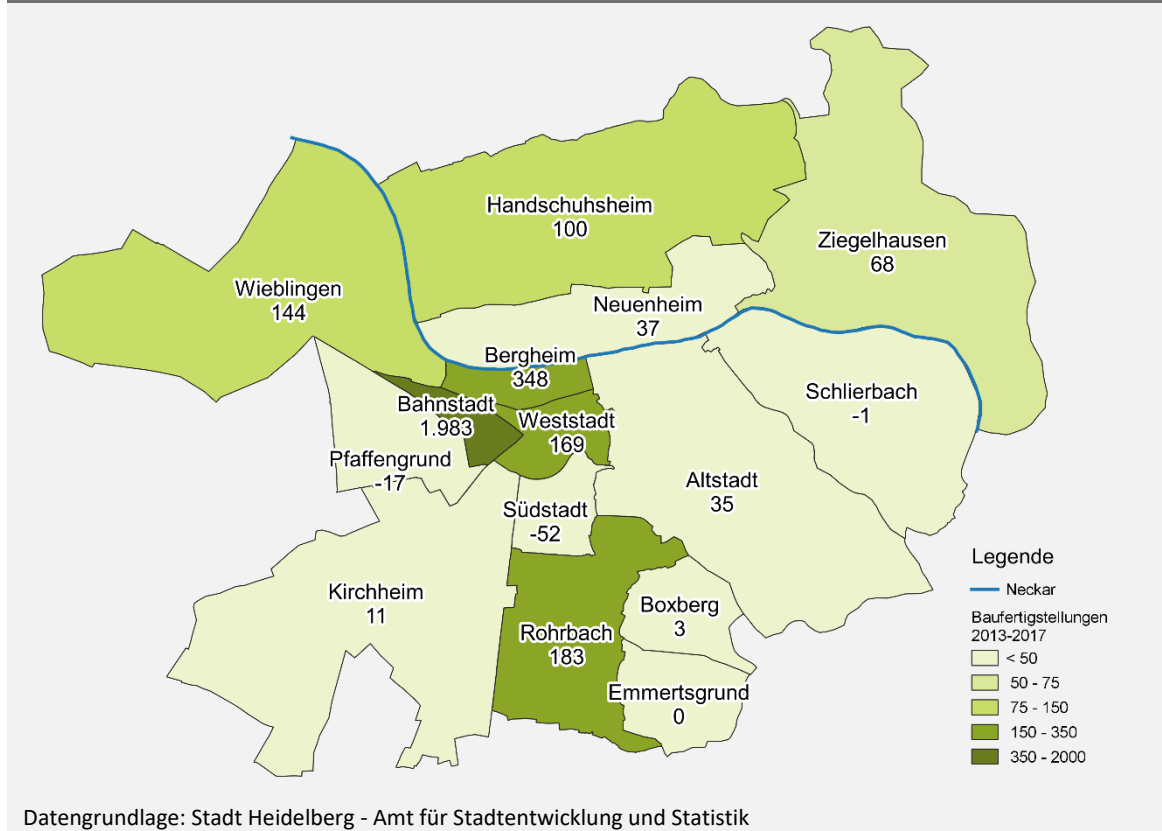 Handschuhsheim
100
Ziegelhausen
68
Wieblingen
144
Neuenheim
37
Bergheim
348
Schlierbach
-1
Bahnstadt
1.983
Weststadt
169
Pfaffengrund
-17
Altstadt
35
Südstadt
-52
Kirchheim
11
Boxberg
3
Rohrbach
183
Emmertsgrund
0
Legende
Neckar
Baufertigstellungen
2013-2017
< 50
50 - 75
75 - 150
150 - 350
350 - 2000
Datengrundlage: Stadt Heidelberg - Amt für Stadtentwicklung und Statistik